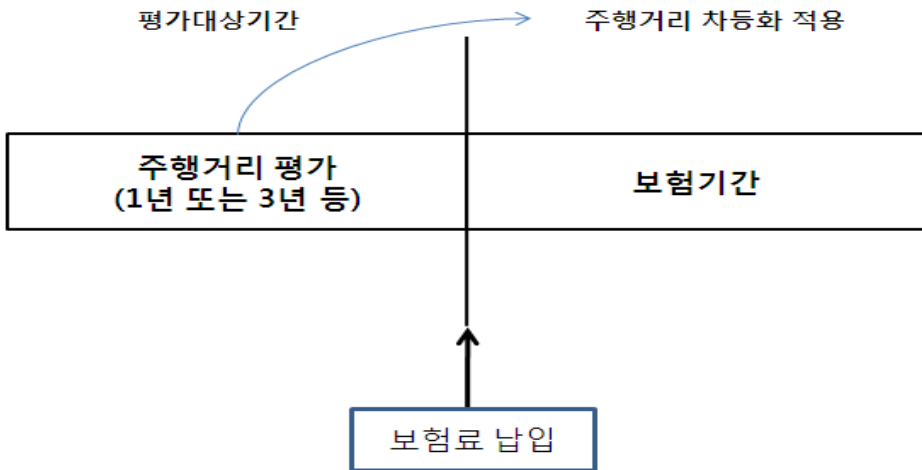 평가대상기간
주행거리 차등화 적용
주행거리 평가
(1년 또는 3년 등)
보험기간
보험료 납입